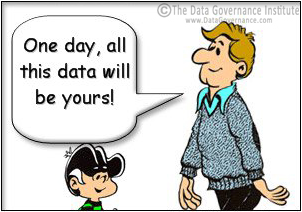 © The Data Governance Institute
www.DataGovernance.com
One day, all
this data will
be yours!